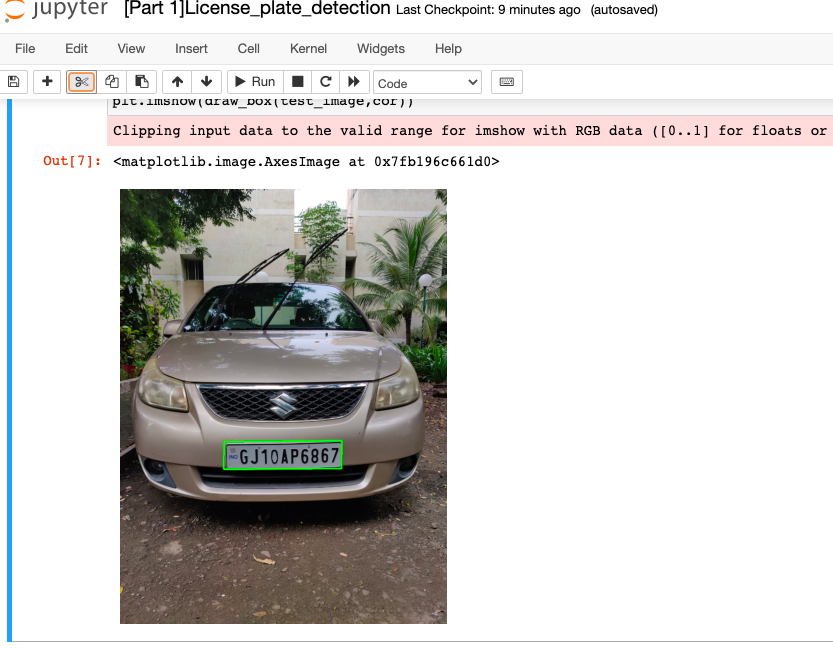 jupyter [Part 1]License_plate_detection Last Checkpoint: 9 minutes ago (autosaved)
File Edit View Insert Cell Kernel Widgets Help
Run Code
plt.imshow(draw_box(test_image,cor))
Clipping input data to the valid range for imshow with RGB data ([0..1] for floats or
Out[7]: <matplotlib.image.AxesImage at 0x7fb196c661d0>
IND GJ10AP6867